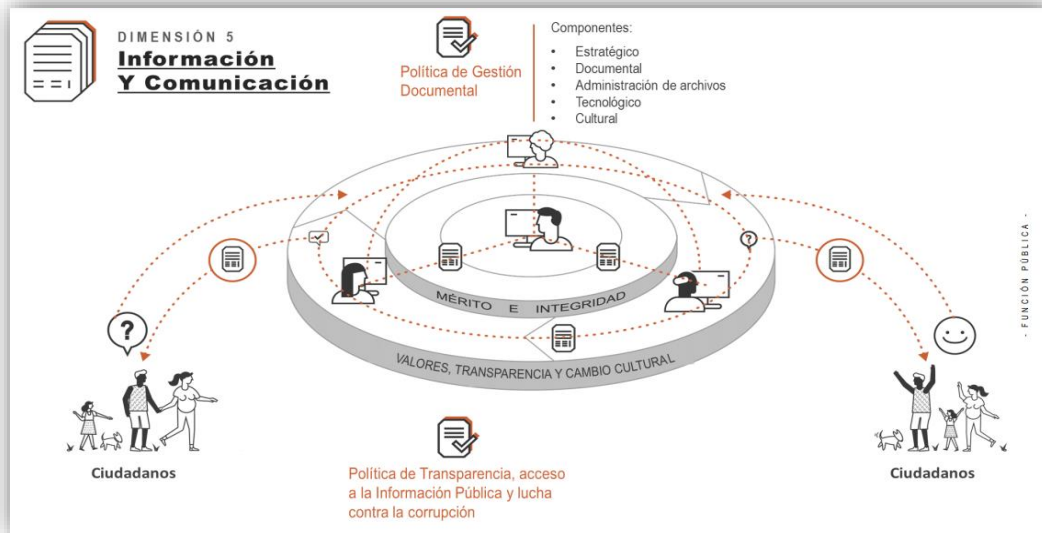 DIMENSIÓN 5
Información
Y Comunicación
Política de Gestión
Documental
Componentes:
• Estratégico
• Documental
• Administración de archivos
• Tecnológico
• Cultural
?
?
MÉRITO E INTEGRIDAD
VALORES, TRANSPARENCIA Y CAMBIO CULTURAL
Ciudadanos
Ciudadanos
Política de Transparencia, acceso
a la Información Pública y lucha
contra la corrupción
- FUNCIÓN PÚBLICA -